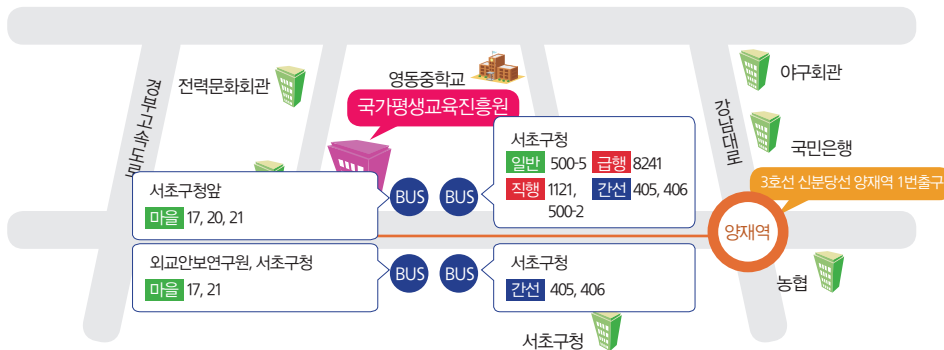 전력문화회관
영동중학교
야구회관
국가평생교육진흥원
경부고속도로
강남대로
국민은행
서초구청
일반 500-5 급행 8241
직행 1121, 간선 405, 406
500-2
BUS
BUS
서초구청앞
마을 17, 20, 21
3호선 신분당선 양재역 1번출구
양재역
외교안보연구원, 서초구청
마을 17, 21
BUS
BUS
서초구청
간선 405, 406
농협
서초구청